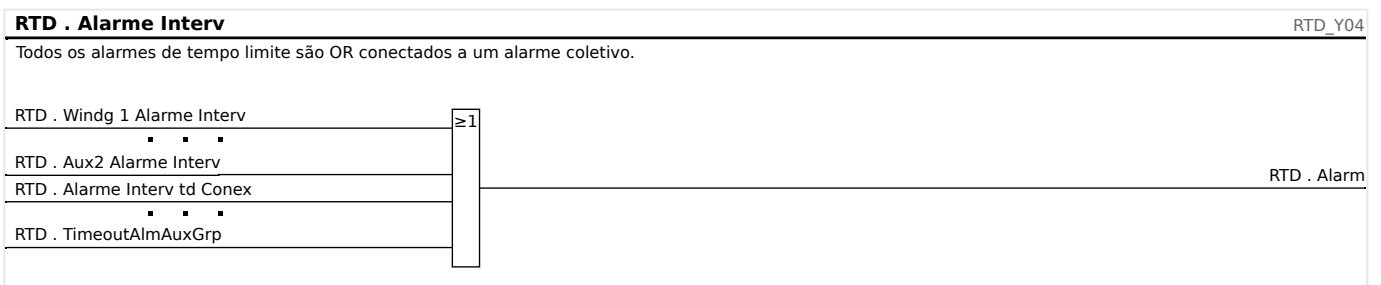 RTD . Alarme Interv
RTD_Y04
Todos os alarmes de tempo limite são OR conectados a um alarme coletivo.
RTD . Windg 1 Alarme Interv
≥1
RTD . Aux2 Alarme Interv
RTD . Alarm
RTD . Alarme Interv td Conex
RTD . TimeoutAlmAuxGrp